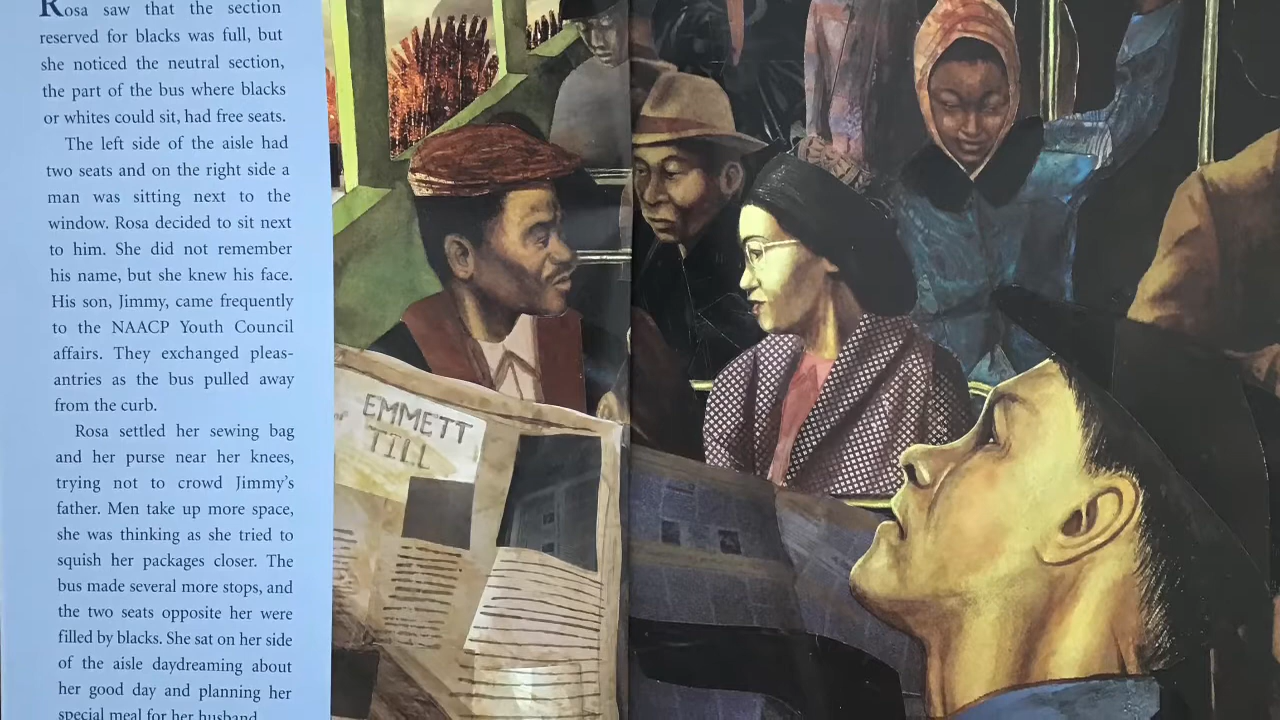 Rosa saw that the section
reserved for blacks was full, but
she noticed the neutral section,
the part of the bus where blacks
or whites could sit, had free seats.
The left side of the aisle had
two seats and on the right side a
man was sitting next to the
window. Rosa decided to sit next
to him. She did not remember
his name, but she knew his face.
His son, Jimmy, came frequently
to the NAACP Youth Council
affairs. They exchanged pleas-
antries as the bus pulled away
from the curb.
Rosa settled her sewing bag
and her purse near her knees,
trying not to crowd Jimmy's
father. Men take up more space,
she was thinking as she tried to
squish her packages closer. The
bus made several more stops, and
the two seats opposite her were
filled by blacks. She sat on her side
of the aisle daydreaming about
her good day and planning her
special meal for her husband.
EMMETT
TILL